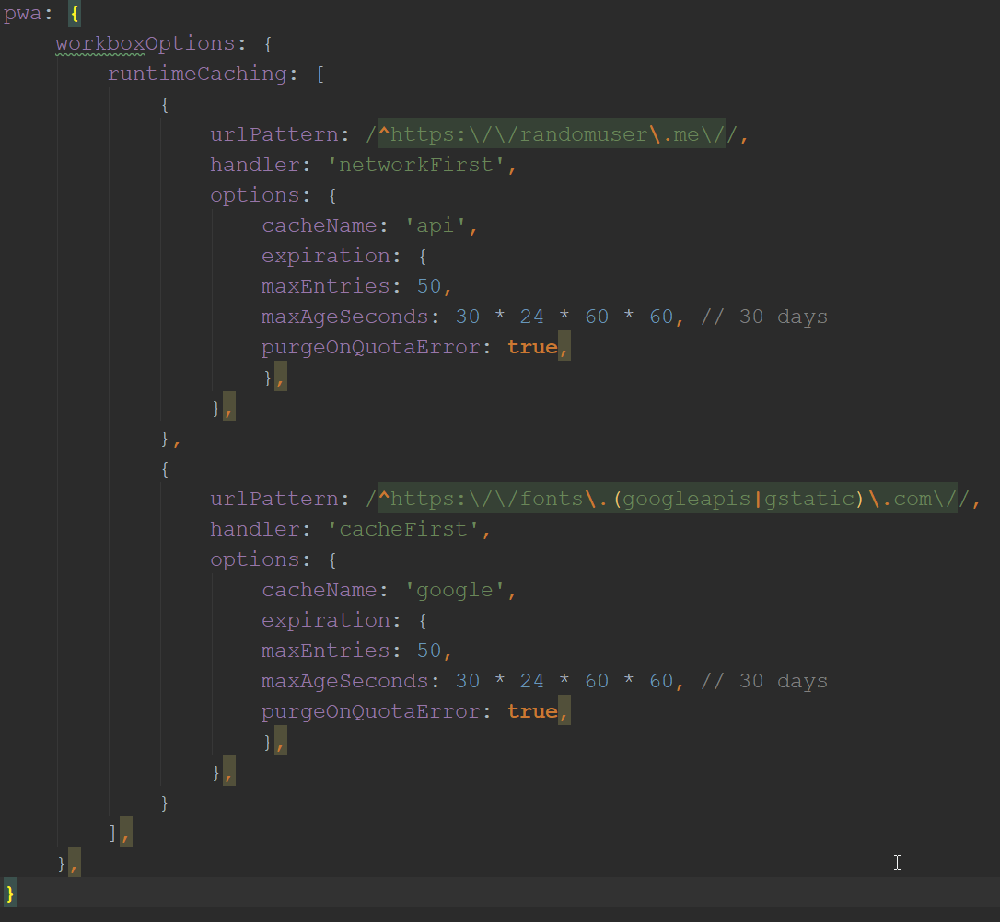 pwa: {
    workboxOptions: {
        runtimeCaching: [
            {
                urlPattern: /^https:\/\/randomuser\.me\//,
                handler: 'networkFirst',
                options: {
                    cacheName: 'api',
                    expiration: {
                    maxEntries: 50,
                    maxAgeSeconds: 30 * 24 * 60 * 60, // 30 days
                    purgeOnQuotaError: true,
                    },
                },
            },
            {
                urlPattern: /^https:\/\/fonts\.(googleapis|gstatic)\.com\//,
                handler: 'cacheFirst',
                options: {
                    cacheName: 'google',
                    expiration: {
                    maxEntries: 50,
                    maxAgeSeconds: 30 * 24 * 60 * 60, // 30 days
                    purgeOnQuotaError: true,
                    },
                },
            }
        ],
    },
}